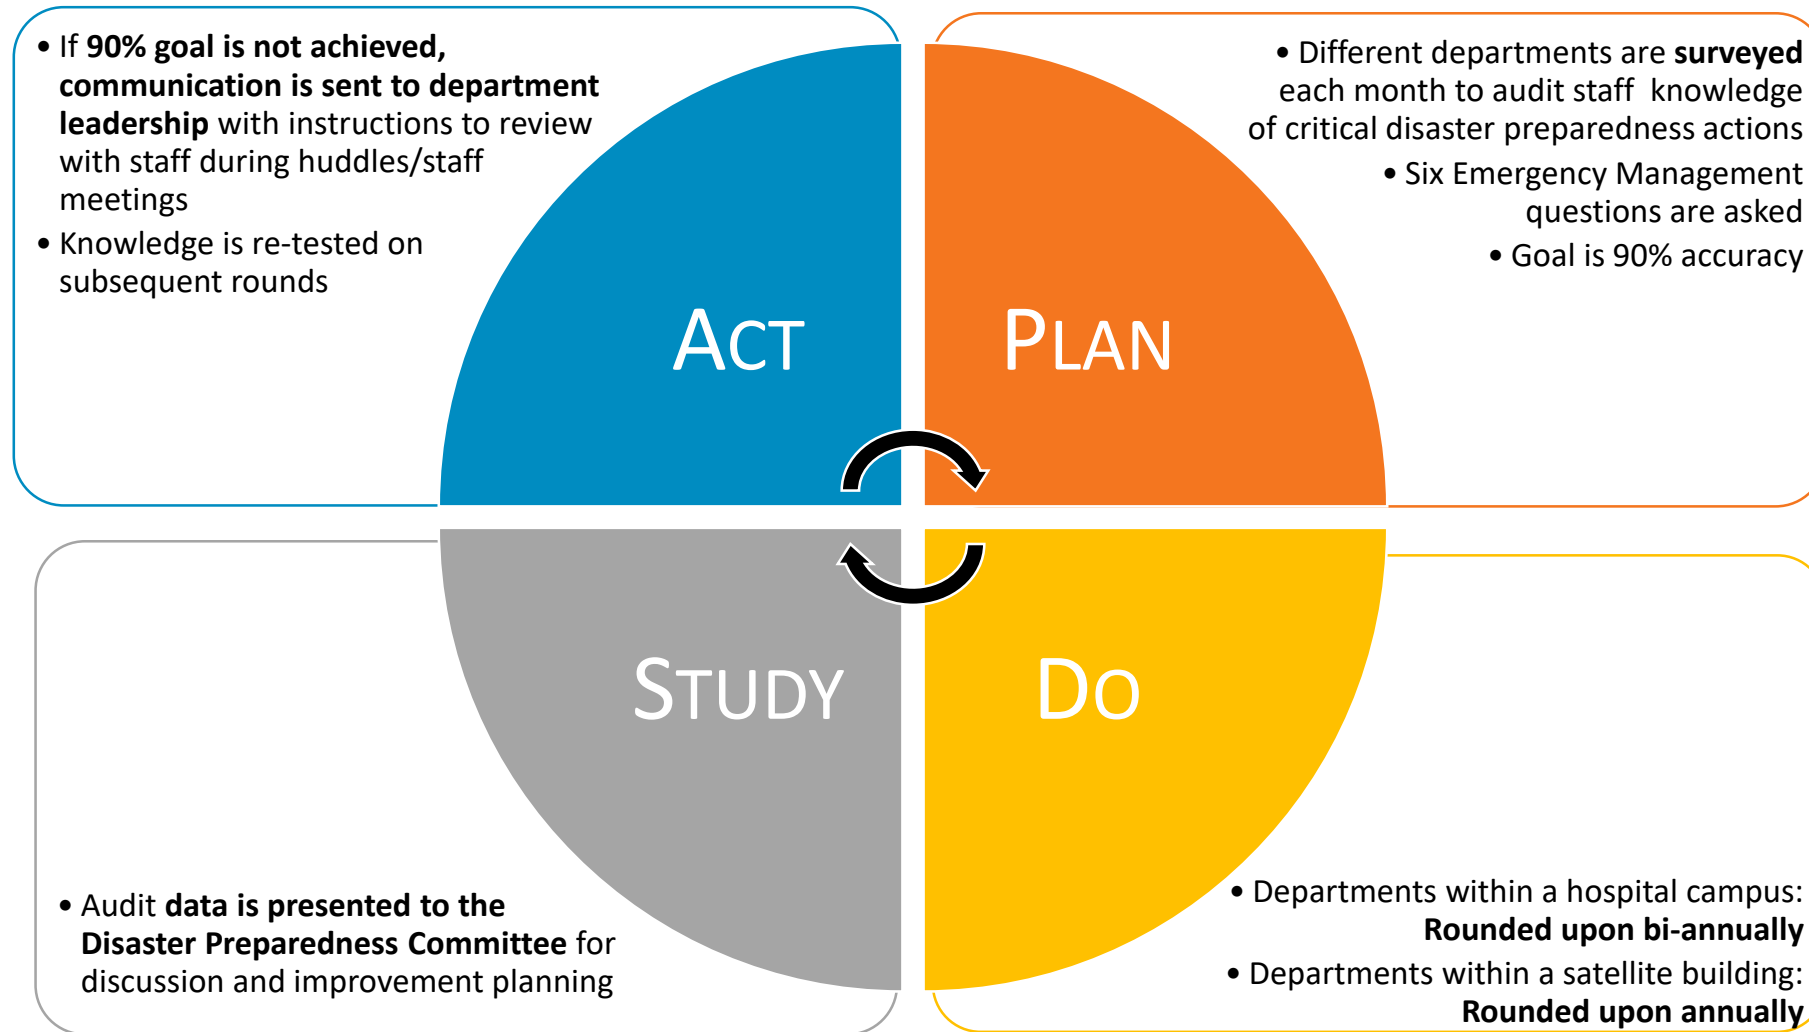 • If 90% goal is not achieved,
communication is sent to department
leadership with instructions to review
with staff during huddles/staff
meetings
• Knowledge is re-tested on
subsequent rounds
ACT
• Different departments are surveyed
each month to audit staff knowledge
of critical disaster preparedness actions
• Six Emergency Management
questions are asked
• Goal is 90% accuracy
PLAN
STUDY
• Audit data is presented to the
Disaster Preparedness Committee for
discussion and improvement planning
DO
• Departments within a hospital campus:
Rounded upon bi-annually
• Departments within a satellite building:
Rounded upon annually